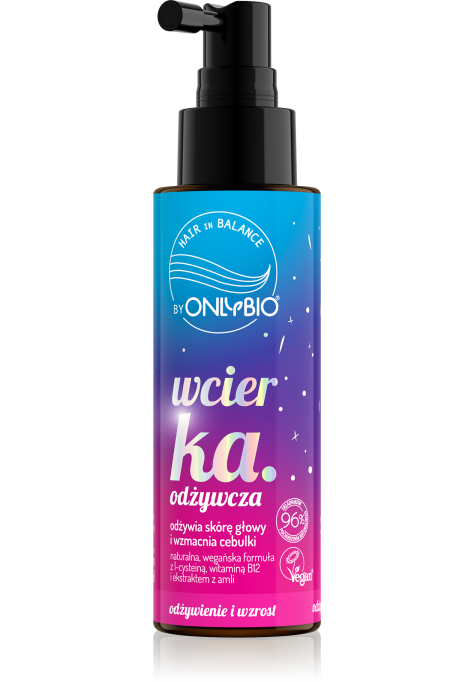 HAIR IN BALANCE
BY ONLYBIO®
wcier
ka.
odżywcza
odżywia skórę głowy
i wzmacnia cebulki
naturalna, wegańska formuła
z l-cysteiną, witaminą B12
i ekstraktem z amli
96%
Vegan
odżywienie i wzrost